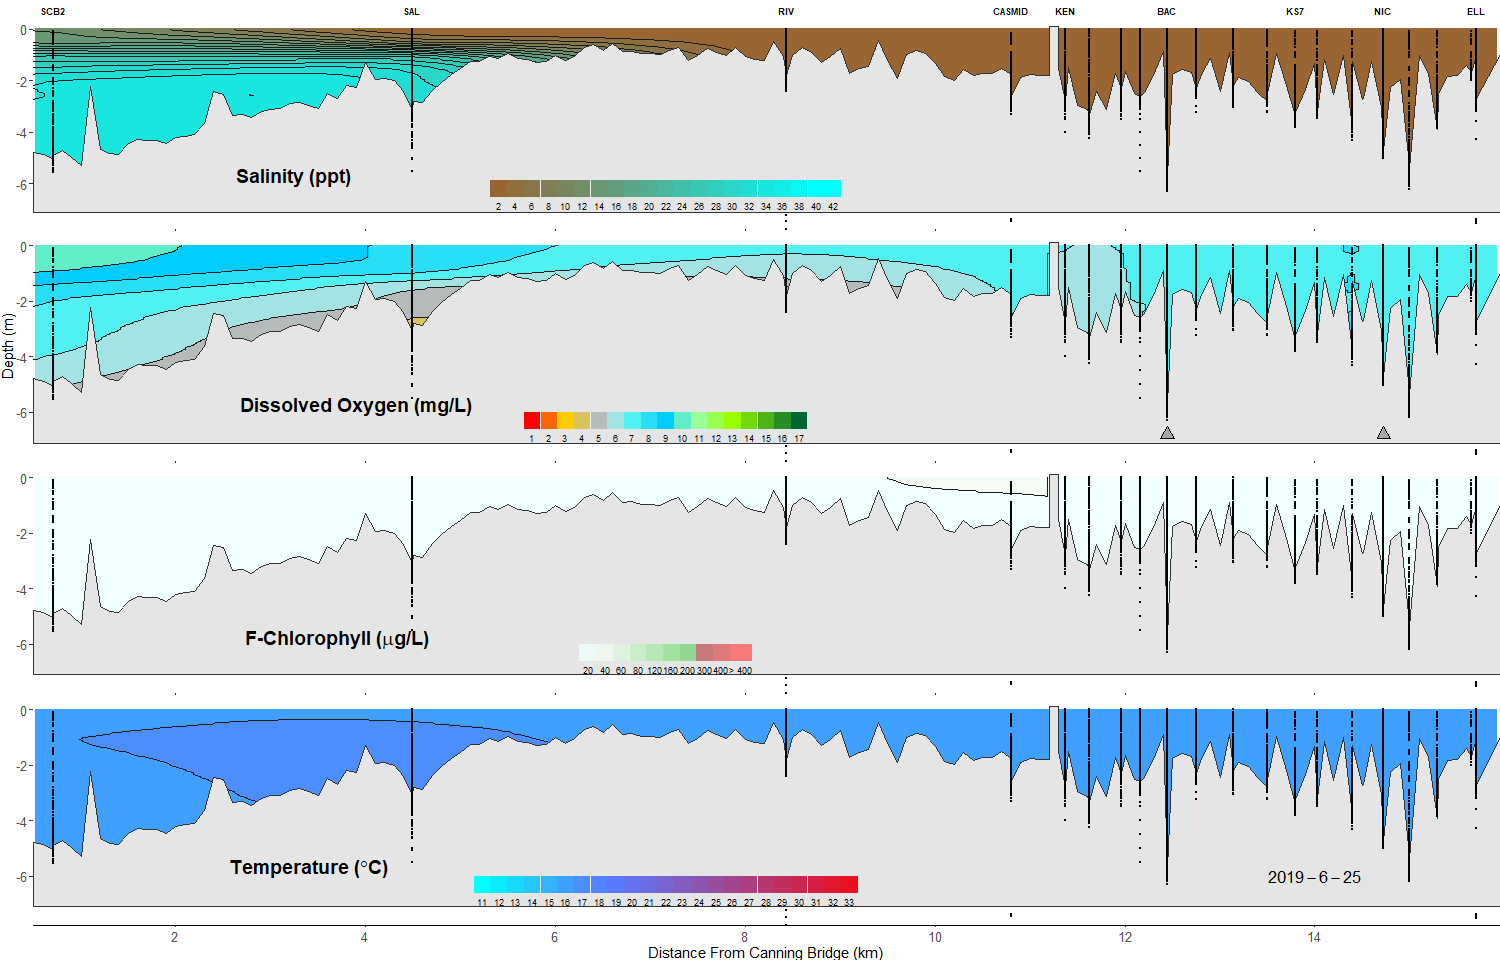 SCB2 SAL RIV CASMID KEN BAC KS7 NIC ELL
0
-2
-4
-6
Salinity (ppt)
2 4 6 8 10 12 14 16 18 20 22 24 26 28 30 32 34 36 38 40 42
0
-2
-4
-6
Depth (m)
Dissolved Oxygen (mg/L)
1 2 3 4 5 6 7 8 9 10 11 12 13 14 15 16 17
0
-2
-4
-6
F-Chlorophyll (μg/L)
20 40 60 80 120 160 200 300 400 > 400
0
-2
-4
-6
Temperature (°C)
2019 – 6 – 25
11 12 13 14 15 16 17 18 19 20 21 22 23 24 25 26 27 28 29 30 31 32 33
2 4 6 8 10 12 14
Distance From Canning Bridge (km)